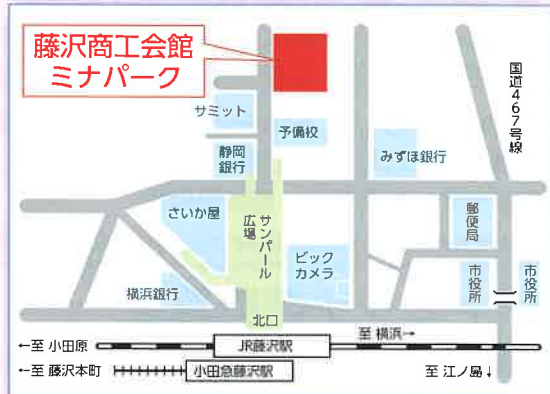 藤沢商工会館
ミナパーク
国道467号線
サミット
予備校
静岡
銀行
みずほ銀行
さいか屋
サンパール
広場
ビック
カメラ
郵便局
市役所
市役所
横浜銀行
北口
←至 小田原
JR藤沢駅
至 横浜→
←至 藤沢本町
小田急藤沢駅
至 江ノ島↓